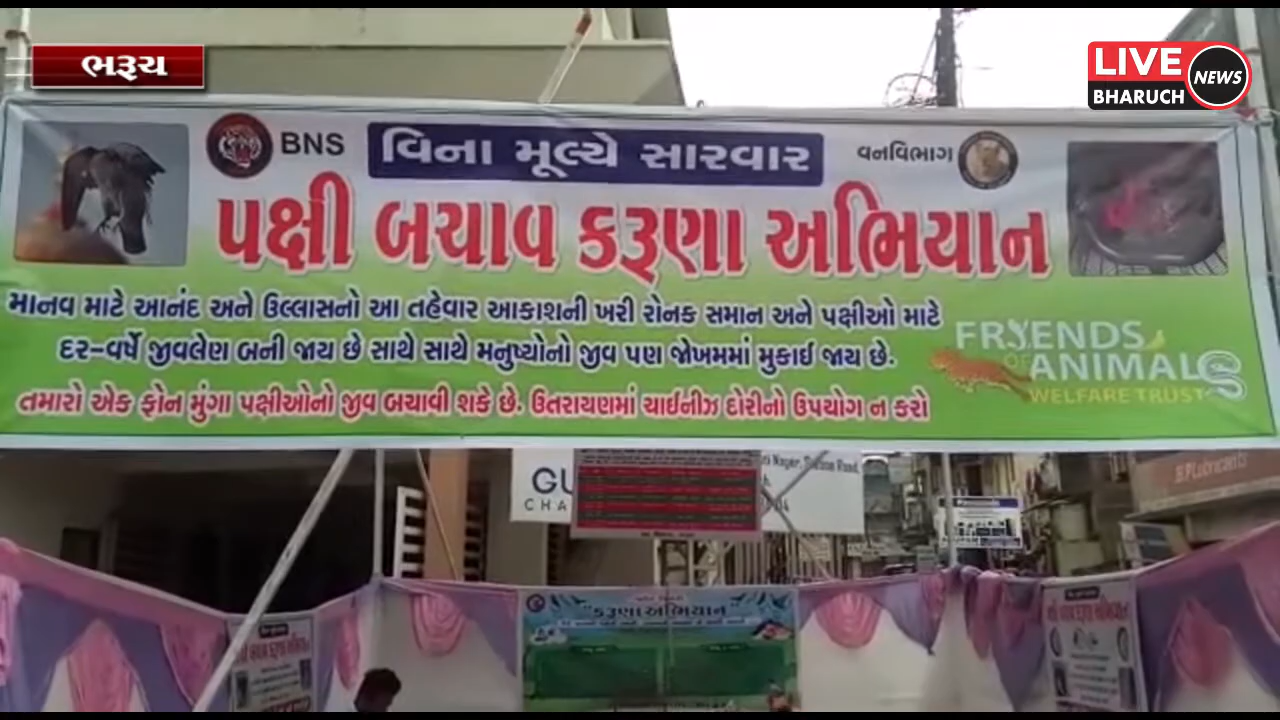 ભરૂચ
LIVE
BHARUCH
NEWS
BNS
વિના મૂલ્યે સારવાર
વનવિભાગ
પક્ષી બચાવ કરૂણા અભિયાન
માનવ માટે આનંદ અને ઉલ્લાસનો આ તહેવાર આકાશની ખરી રોનક સમાન અને પક્ષીઓ માટે
દર-વર્ષે જીવલેણ બની જાય છે સાથે સાથે મનુષ્યોનો જીવ પણ જોખમમાં મુકાઈ જાય છે.
તમારો એક ફોન મુંગા પક્ષીઓનો જીવ બચાવી શકે છે. ઉતરાયણમાં ચાઈનીઝ દોરીનો ઉપયોગ ન કરો
FRIENDS
OF ANIMALS
WELFARE TRUST
GU
CHA
"કરૂણા અભિયાન"
S.P. Lubricants